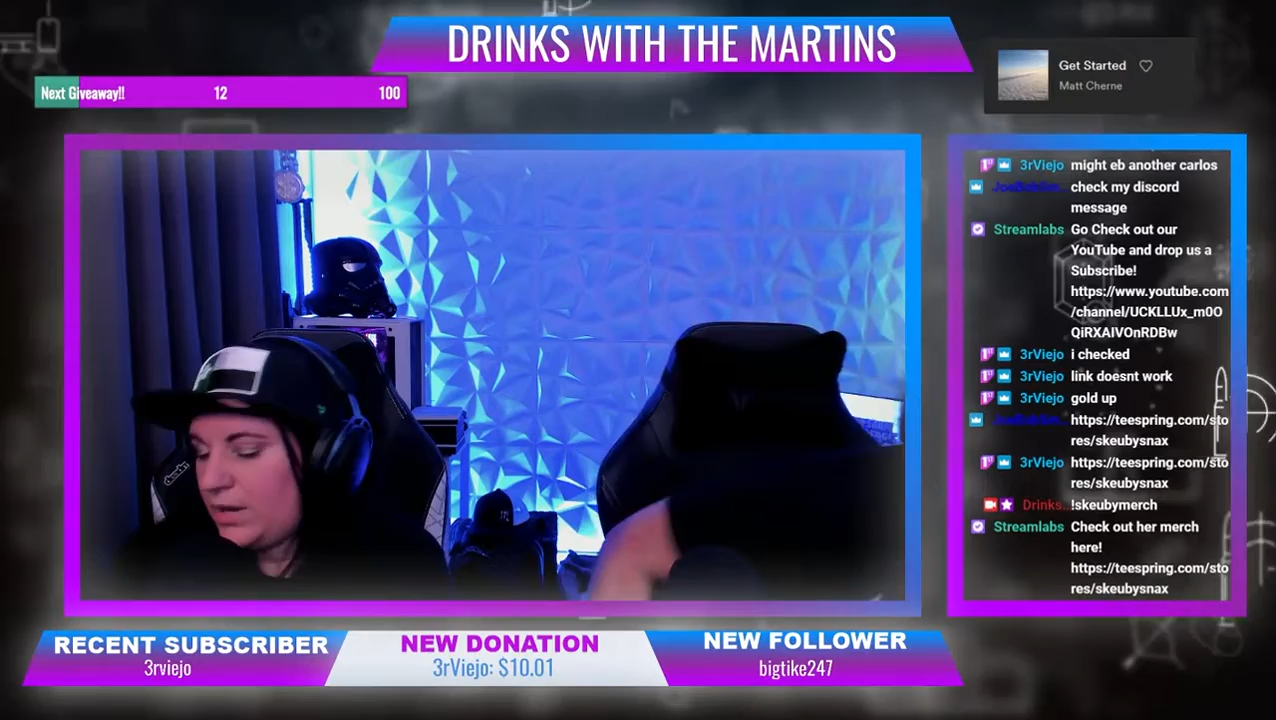 DRINKS WITH THE MARTINS
Get Started
Matt Cherne
Next Giveaway!! 12 100
3rViejo might eb another carlos
check my discord
message
Streamlabs Go Check out our
YouTube and drop us a
Subscribe!
https://www.youtube.com
/channel/UCKLLUx_m0O
QiRXAIVOnRDBw
3rViejo i checked
3rViejo link doesnt work
3rViejo gold up
https://teespring.com/sto
res/skeubysnax
3rViejo https://teespring.com/sto
res/skeubysnax
Drinks... !skeubymerch
Streamlabs Check out her merch
here!
https://teespring.com/sto
res/skeubysnax
RECENT SUBSCRIBER
3rviejo
NEW DONATION
3rViejo: $10.01
NEW FOLLOWER
bigtike247